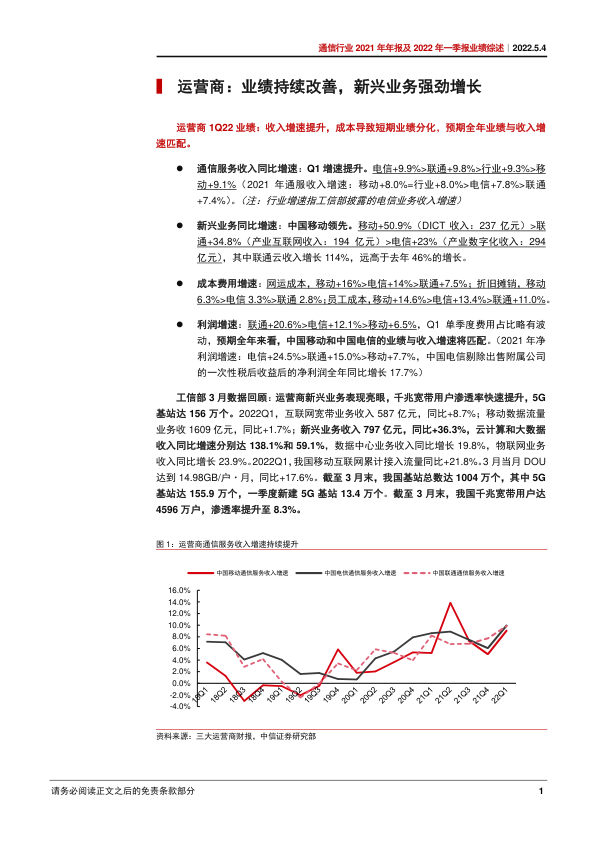 通信行业 2021 年年报及 2022 年一季报业绩综述｜2022.5.4
运营商：业绩持续改善，新兴业务强劲增长
运营商 1Q22 业绩：收入增速提升，成本导致短期业绩分化，预期全年业绩与收入增
速匹配。
● 通信服务收入同比增速：Q1 增速提升。电信+9.9%>联通+9.8%>行业+9.3%>移
动+9.1%（2021 年通服收入增速：移动+8.0%=行业+8.0%>电信+7.8%>联通
+7.4%）。（注：行业增速指工信部披露的电信业务收入增速）
● 新兴业务同比增速：中国移动领先。移动+50.9%（DICT 收入：237 亿元）>联
通+34.8%（产业互联网收入：194 亿元）>电信+23%（产业数字化收入：294
亿元），其中联通云收入增长 114%，远高于去年 46%的增长。
● 成本费用增速：网运成本，移动+16%>电信+14%>联通+7.5%；折旧摊销，移动
6.3%>电信 3.3%>联通 2.8%；员工成本，移动+14.6%>电信+13.4%>联通+11.0%。
● 利润增速：联通+20.6%>电信+12.1%>移动+6.5%，Q1 单季度费用占比略有波
动，预期全年来看，中国移动和中国电信的业绩与收入增速将匹配。（2021 年净
利润增速：电信+24.5%>联通+15.0%>移动+7.7%，中国电信剔除出售附属公司
的一次性税后收益后的净利润全年同比增长 17.7%）
工信部 3 月数据回顾：运营商新兴业务表现亮眼，千兆宽带用户渗透率快速提升，5G
基站达 156 万个。2022Q1，互联网宽带业务收入 587 亿元，同比+8.7%；移动数据流量
业务收 1609 亿元，同比+1.7%；新兴业务收入 797 亿元，同比+36.3%，云计算和大数据
收入同比增速分别达 138.1%和 59.1%，数据中心业务收入同比增长 19.8%，物联网业务
收入同比增长 23.9%。2022Q1，我国移动互联网累计接入流量同比+21.8%。3 月当月 DOU
达到 14.98GB/户・月，同比+17.6%。截至 3 月末，我国基站总数达 1004 万个，其中 5G
基站达 155.9 万个，一季度新建 5G 基站 13.4 万个。截至 3 月末，我国千兆宽带用户达
4596 万户，渗透率提升至 8.3%。
图 1：运营商通信服务收入增速持续提升
中国移动通信服务收入增速 中国电信通信服务收入增速 中国联通通信服务收入增速
16.0%
14.0%
12.0%
10.0%
8.0%
6.0%
4.0%
2.0%
0.0%
-2.0%
-4.0%
18Q1 18Q2 18Q3 18Q4 19Q1 19Q2 19Q3 19Q4 20Q1 20Q2 20Q3 20Q4 21Q1 21Q2 21Q3 21Q4 22Q1
资料来源：三大运营商财报，中信证券研究部
请务必阅读正文之后的免责条款部分 1